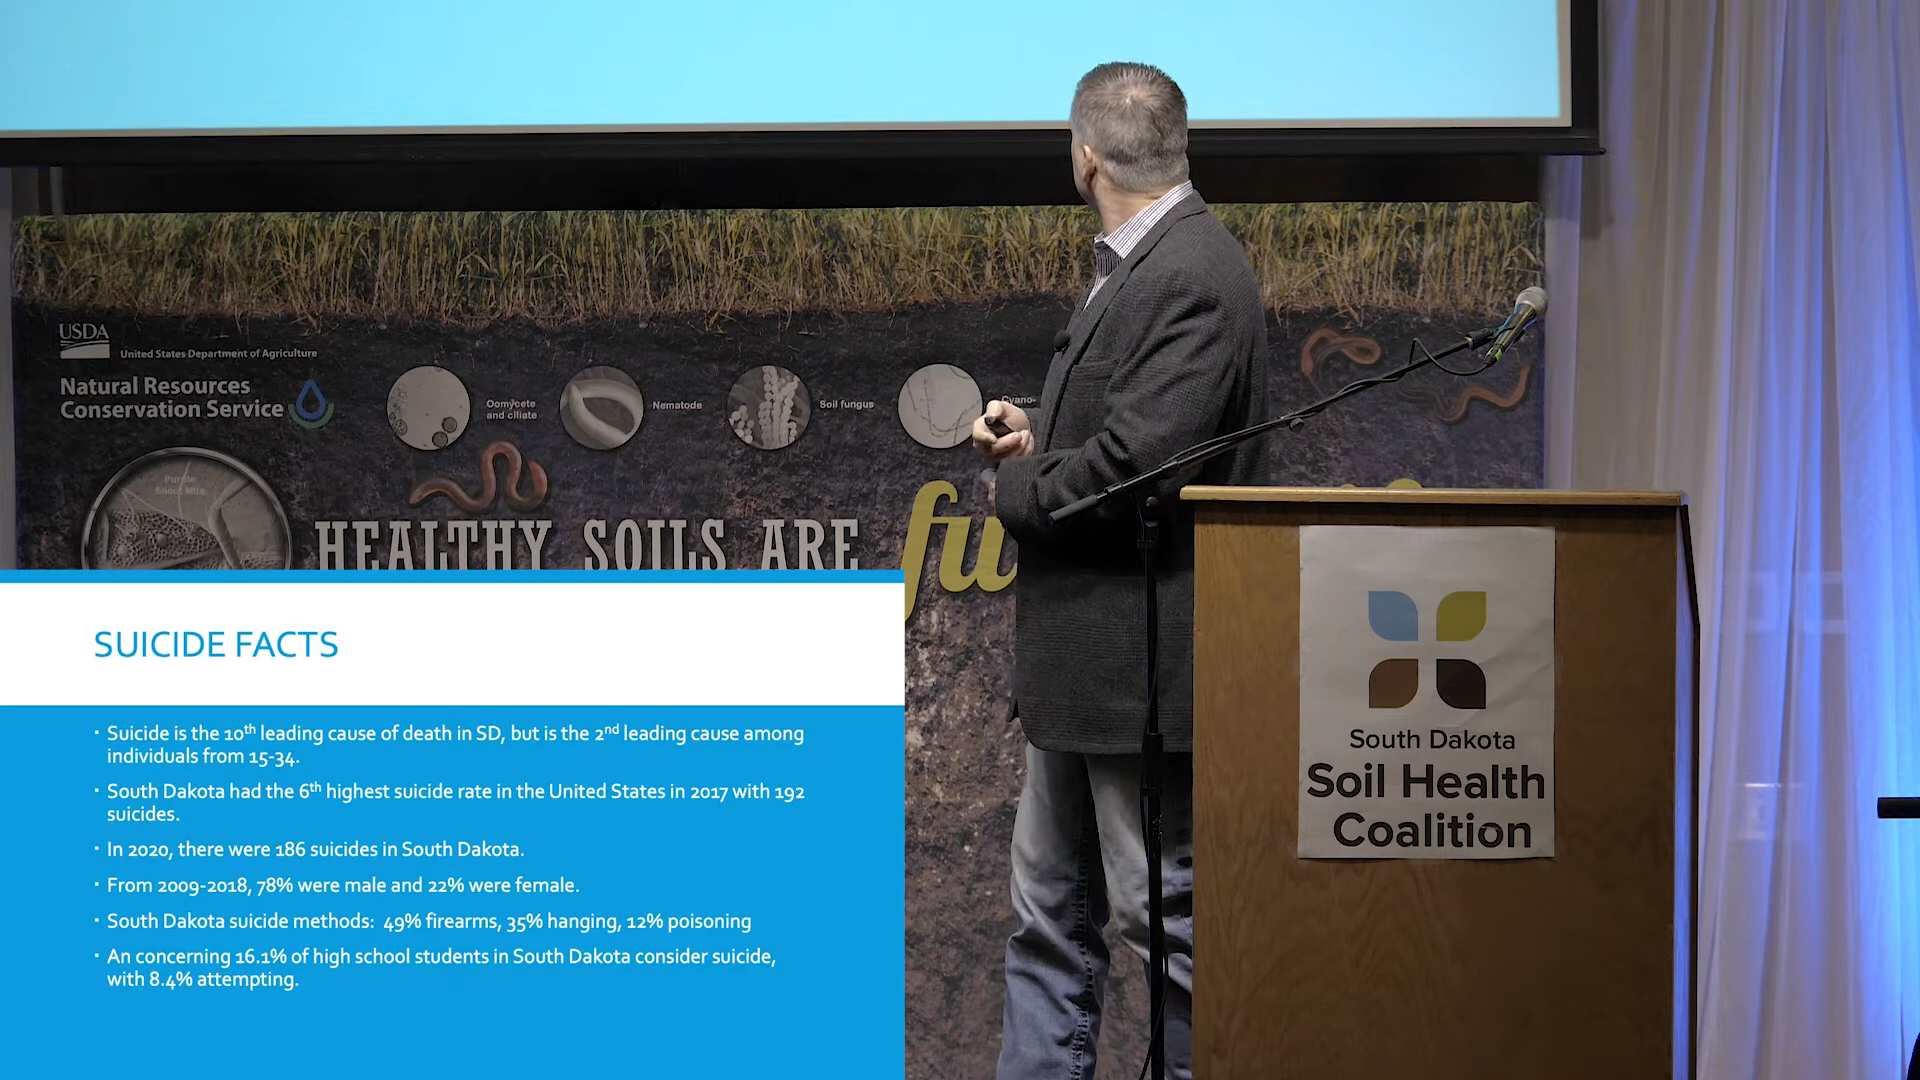 USDA
United States Department of Agriculture
Natural Resources
Conservation Service
Oomycete
and ciliate
Nematode
Soil fungus
Cyano-
Purple
Snout Mite
HEALTHY SOILS ARE
SUICIDE FACTS
· Suicide is the 10th leading cause of death in SD, but is the 2nd leading cause among
individuals from 15-34.
· South Dakota had the 6th highest suicide rate in the United States in 2017 with 192
suicides.
· In 2020, there were 186 suicides in South Dakota.
· From 2009-2018, 78% were male and 22% were female.
· South Dakota suicide methods:  49% firearms, 35% hanging, 12% poisoning
· An concerning 16.1% of high school students in South Dakota consider suicide,
with 8.4% attempting.
South Dakota
Soil Health
Coalition